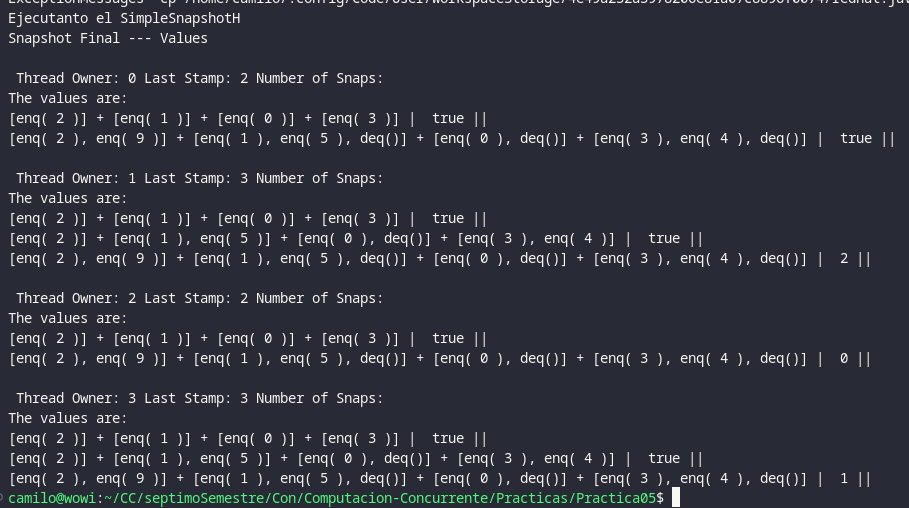 Ejecutanto el SimpleSnapshotH
Snapshot Final --- Values
Thread Owner: 0 Last Stamp: 2 Number of Snaps:
The values are:
[enq( 2 )] + [enq( 1 )] + [enq( 0 )] + [enq( 3 )] |  true ||
[enq( 2 ), enq( 9 )] + [enq( 1 ), enq( 5 ), deq()] + [enq( 0 ), deq()] + [enq( 3 ), enq( 4 ), deq()] |  true ||
Thread Owner: 1 Last Stamp: 3 Number of Snaps:
The values are:
[enq( 2 )] + [enq( 1 )] + [enq( 0 )] + [enq( 3 )] |  true ||
[enq( 2 )] + [enq( 1 ), enq( 5 )] + [enq( 0 ), deq()] + [enq( 3 ), enq( 4 )] |  true ||
[enq( 2 ), enq( 9 )] + [enq( 1 ), enq( 5 ), deq()] + [enq( 0 ), deq()] + [enq( 3 ), enq( 4 ), deq()] |  2 ||
Thread Owner: 2 Last Stamp: 2 Number of Snaps:
The values are:
[enq( 2 )] + [enq( 1 )] + [enq( 0 )] + [enq( 3 )] |  true ||
[enq( 2 ), enq( 9 )] + [enq( 1 ), enq( 5 ), deq()] + [enq( 0 ), deq()] + [enq( 3 ), enq( 4 ), deq()] |  0 ||
Thread Owner: 3 Last Stamp: 3 Number of Snaps:
The values are:
[enq( 2 )] + [enq( 1 )] + [enq( 0 )] + [enq( 3 )] |  true ||
[enq( 2 )] + [enq( 1 ), enq( 5 )] + [enq( 0 ), deq()] + [enq( 3 ), enq( 4 )] |  true ||
[enq( 2 ), enq( 9 )] + [enq( 1 ), enq( 5 ), deq()] + [enq( 0 ), deq()] + [enq( 3 ), enq( 4 ), deq()] |  1 ||
camilo@wowi:~/CC/septimoSemestre/Con/Computacion-Concurrente/Practicas/Practica05$